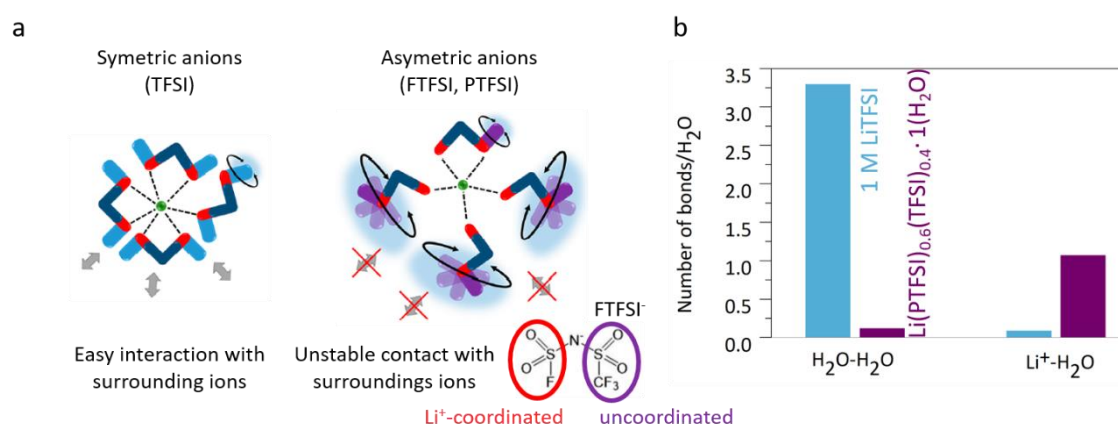 a
Symetric anions
(TFSI)
Asymetric anions
(FTFSI, PTFSI)
Easy interaction with
surrounding ions
Unstable contact with
surroundings ions
FTFSI⁻
O
O
S
F
N⁻
O
O
S
CF₃
Li⁺-coordinated
uncoordinated
b
Number of bonds/H₂O
3.5
3.0
2.5
2.0
1.5
1.0
0.5
0.0
1 M LiTFSI
Li(PTFSI)₀.₆(TFSI)₀.₄· 1(H₂O)
H₂O-H₂O
Li⁺-H₂O